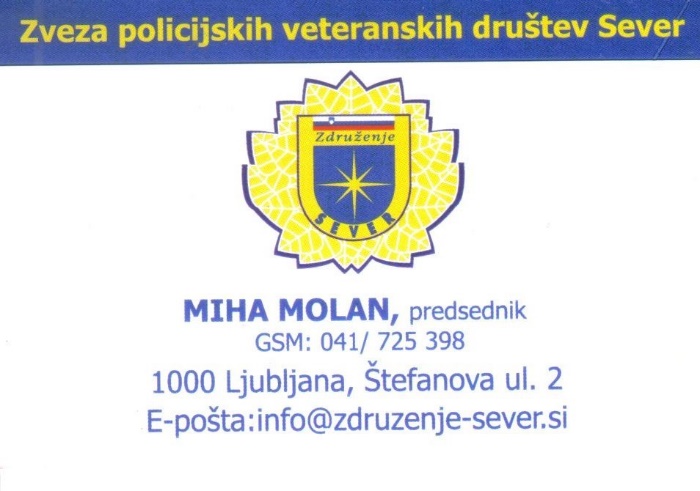 Zveza policijskih veteranskih društev Sever
Združenje
SEVER
MIHA MOLAN, predsednik
GSM: 041/ 725 398
1000 Ljubljana, Štefanova ul. 2
E-pošta:info@zdruzenje-sever.si